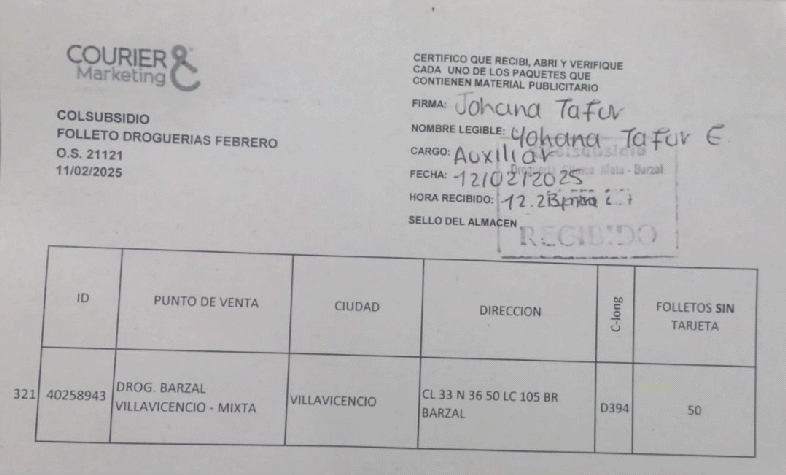 COURIER
Marketing
COLSUBSIDIO
FOLLETO DROGUERIAS FEBRERO
O.S. 21121
11/02/2025
CERTIFICO QUE RECIBI, ABRI Y VERIFIQUE
CADA UNO DE LOS PAQUETES QUE
CONTIENEN MATERIAL PUBLICITARIO
FIRMA: Johana Tafur
NOMBRE LEGIBLE: Yohana Tafur E.
CARGO: Auxiliar
FECHA: 12/02/2025
HORA RECIBIDO:
SELLO DEL ALMACEN
Barzal
RECIBIDO
ID PUNTO DE VENTA CIUDAD DIRECCION C-long FOLLETOS SIN TARJETA
321 40258943 DROG. BARZAL VILLAVICENCIO - MIXTA VILLAVICENCIO CL 33 N 36 50 LC 105 BR BARZAL D394 50